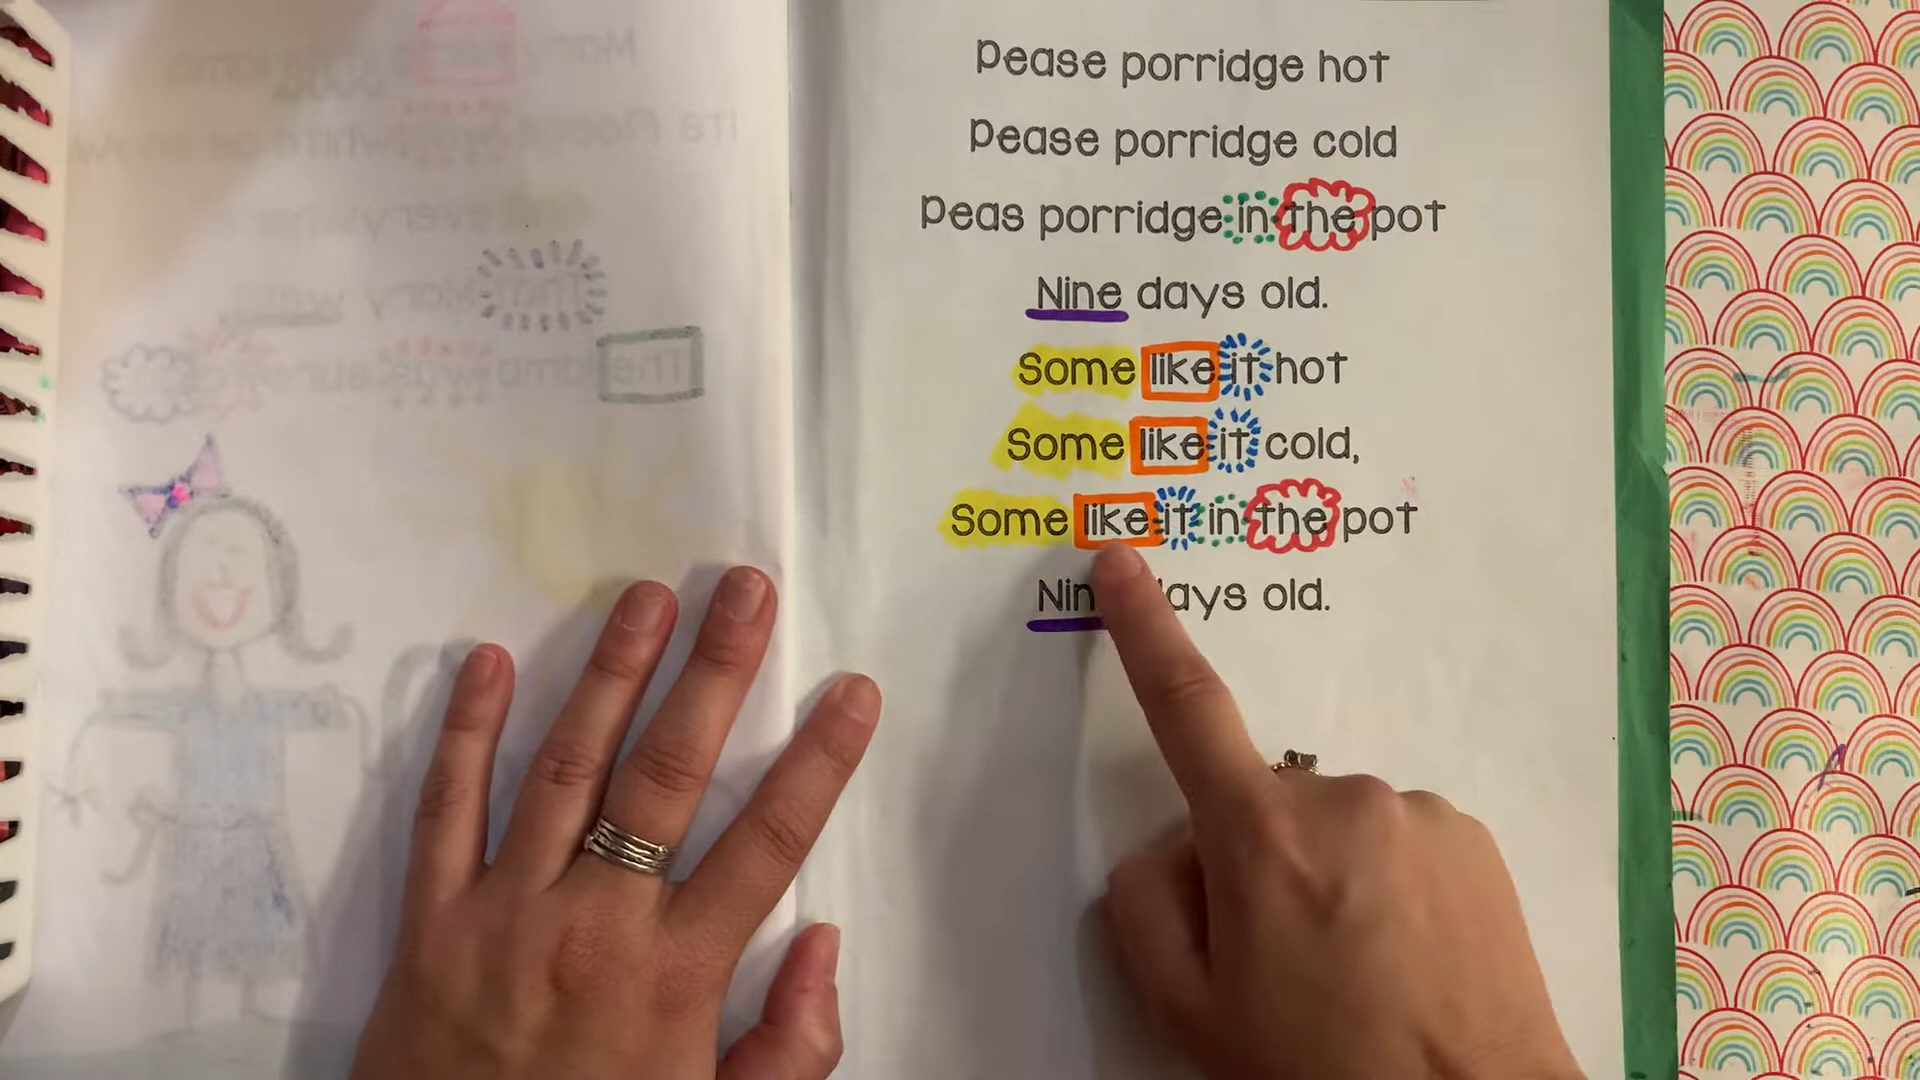 Pease porridge hot
Pease porridge cold
Peas porridge in the pot
Nine days old.
Some like it hot
Some like it cold,
Some like it in the pot
old.